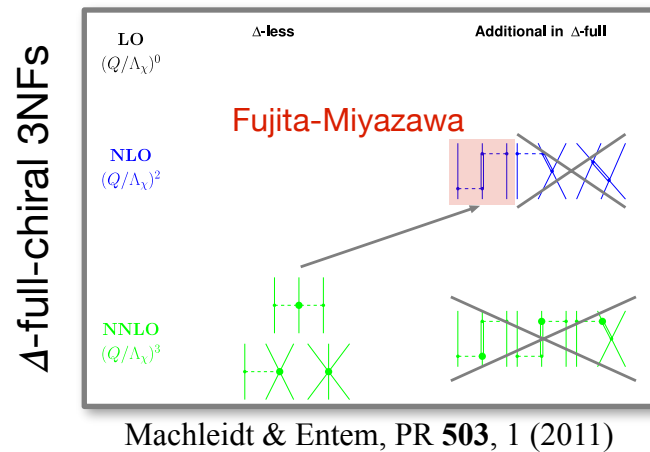 Δ-full-chiral 3NFs
LO
(Q/Λχ)^0
Δ-less
Additional in Δ-full
Fujita-Miyazawa
NLO
(Q/Λχ)^2
NNLO
(Q/Λχ)^3
Machleidt & Entem, PR 503, 1 (2011)